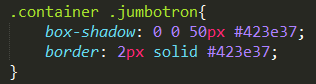 .container .jumbotron{
box-shadow: 0 0 50px #423e37;
border: 2px solid #423e37;
}